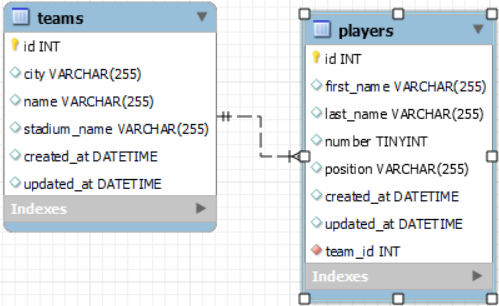 teams
id INT
city VARCHAR(255)
name VARCHAR(255)
stadium_name VARCHAR(255)
created_at DATETIME
updated_at DATETIME
Indexes
players
id INT
first_name VARCHAR(255)
last_name VARCHAR(255)
number TINYINT
position VARCHAR(255)
created_at DATETIME
updated_at DATETIME
team_id INT
Indexes